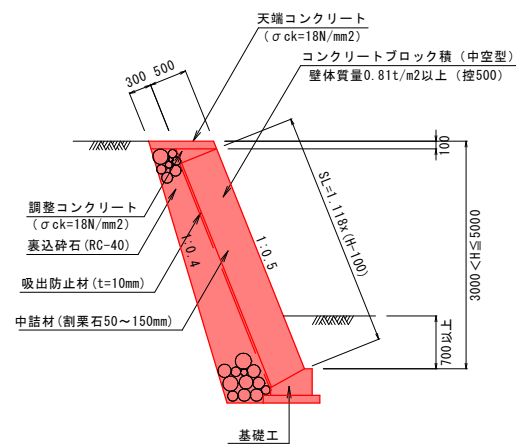 天端コンクリート
(σck=18N/mm2)
コンクリートブロック積（中空型）
壁体質量0.81t/m2以上（控500）
300
500
100
SL=1.118x(H-100)
3000<H≦5000
調整コンクリート
(σck=18N/mm2)
裏込砕石(RC-40)
1:0.4
1:0.5
吸出防止材(t=10mm)
中詰材(割栗石50～150mm)
700以上
基礎工